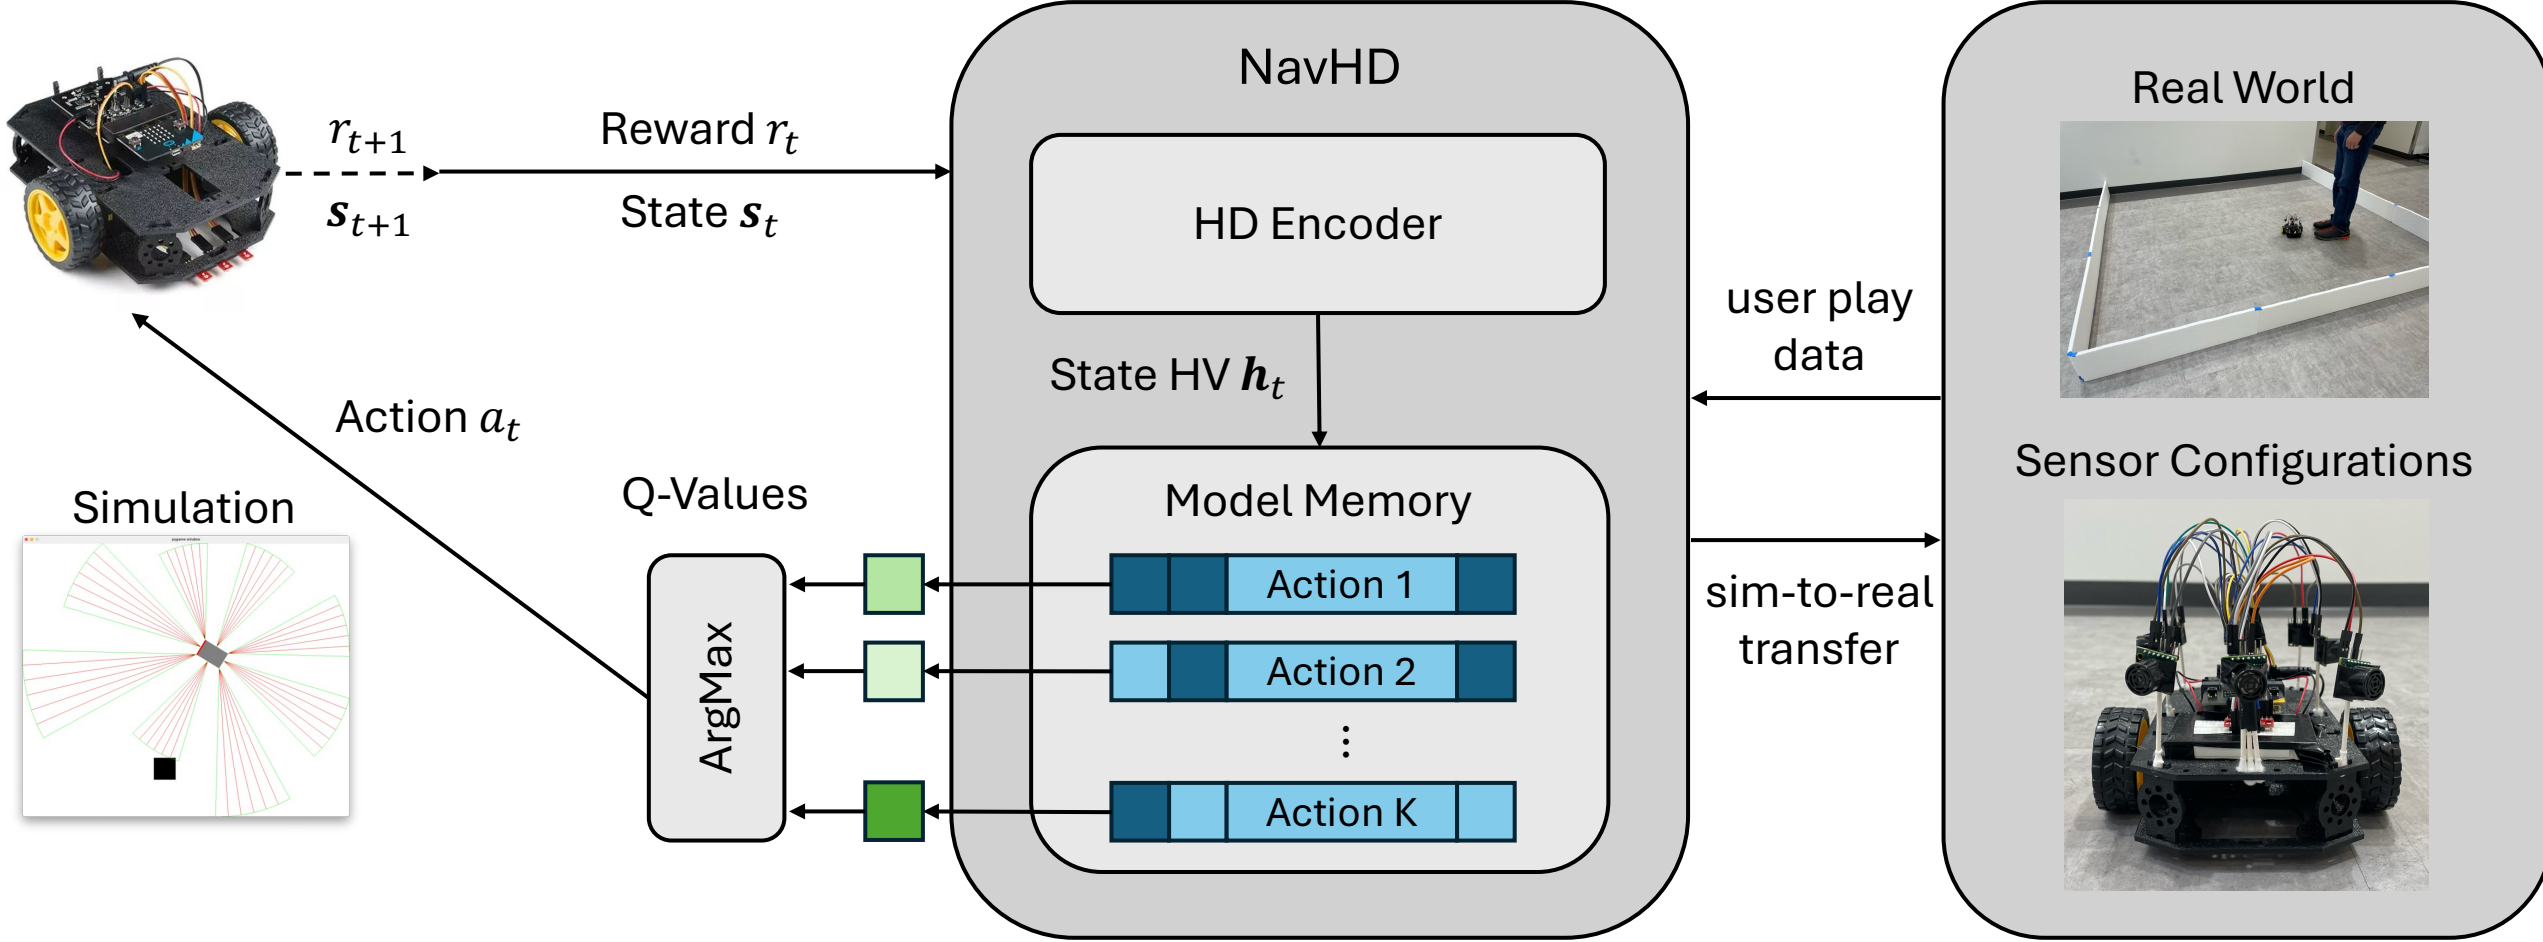 NavHD
Real World
r_{t+1}
Reward r_t
s_{t+1}
State s_t
HD Encoder
user play
data
State HV h_t
Action a_t
Sensor Configurations
Simulation
Q-Values
Model Memory
ArgMax
Action 1
Action 2
⋮
Action K
sim-to-real
transfer